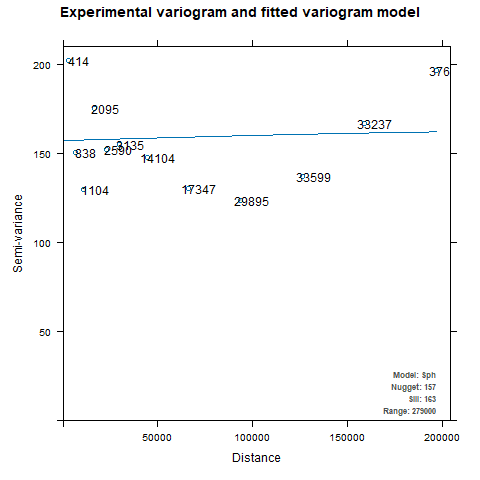 Experimental variogram and fitted variogram model
200
150
100
50
Semi-variance
414
2095
838
2590
3135
14104
1104
17347
29895
33599
33237
376
Model: Sph
Nugget: 157
Sill: 163
Range: 279000
50000
100000
150000
200000
Distance